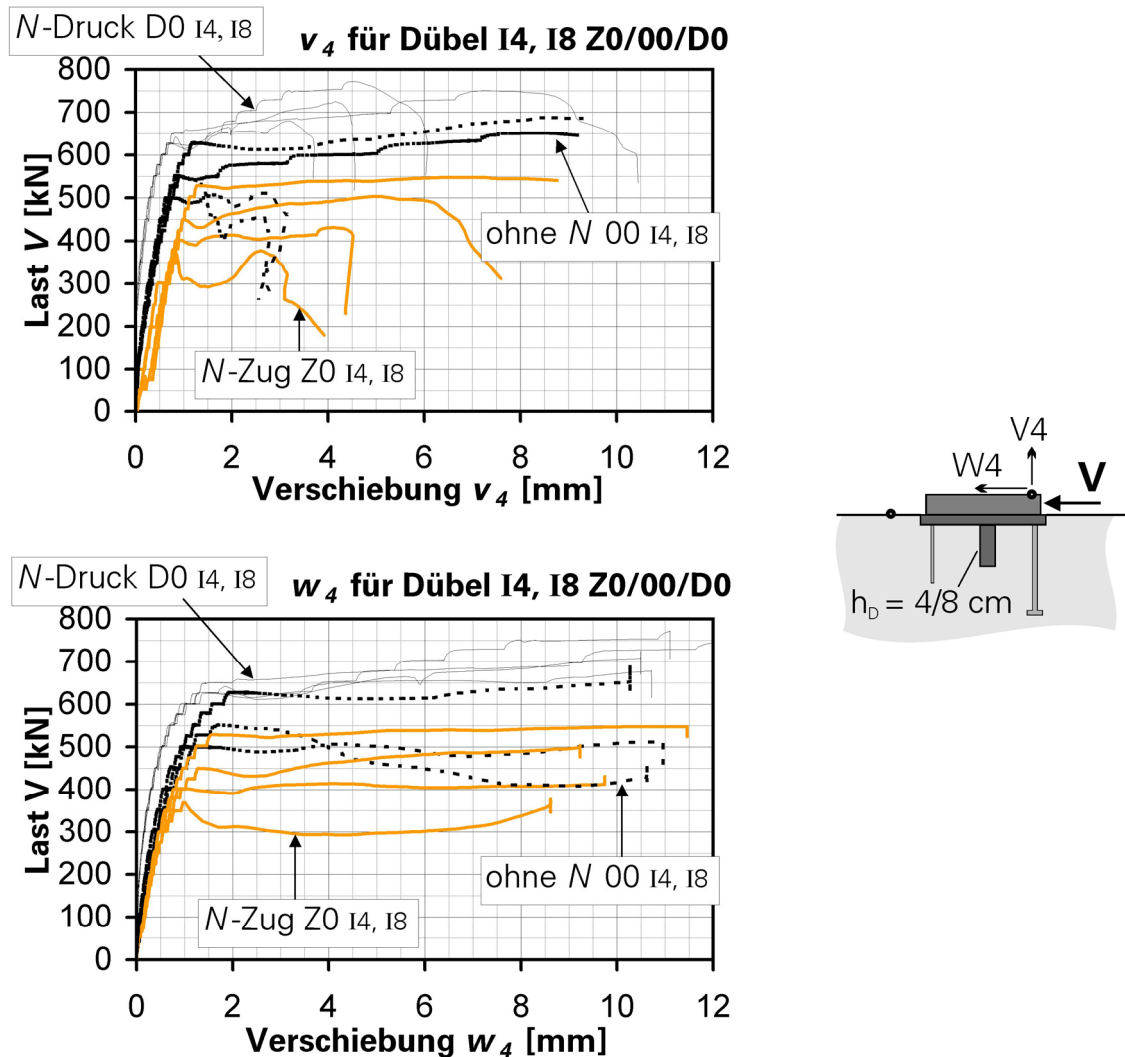 N-Druck D0 I4, I8
v4 für Dübel I4, I8 Z0/00/D0
800
700
600
500
400
300
200
100
0
Last V [kN]
ohne N 00 I4, I8
N-Zug Z0 I4, I8
0 2 4 6 8 10 12
Verschiebung v4 [mm]
V4
W4
V
hD = 4/8 cm
N-Druck D0 I4, I8
w4 für Dübel I4, I8 Z0/00/D0
800
700
600
500
400
300
200
100
0
Last V [kN]
ohne N 00 I4, I8
N-Zug Z0 I4, I8
0 2 4 6 8 10 12
Verschiebung w4 [mm]